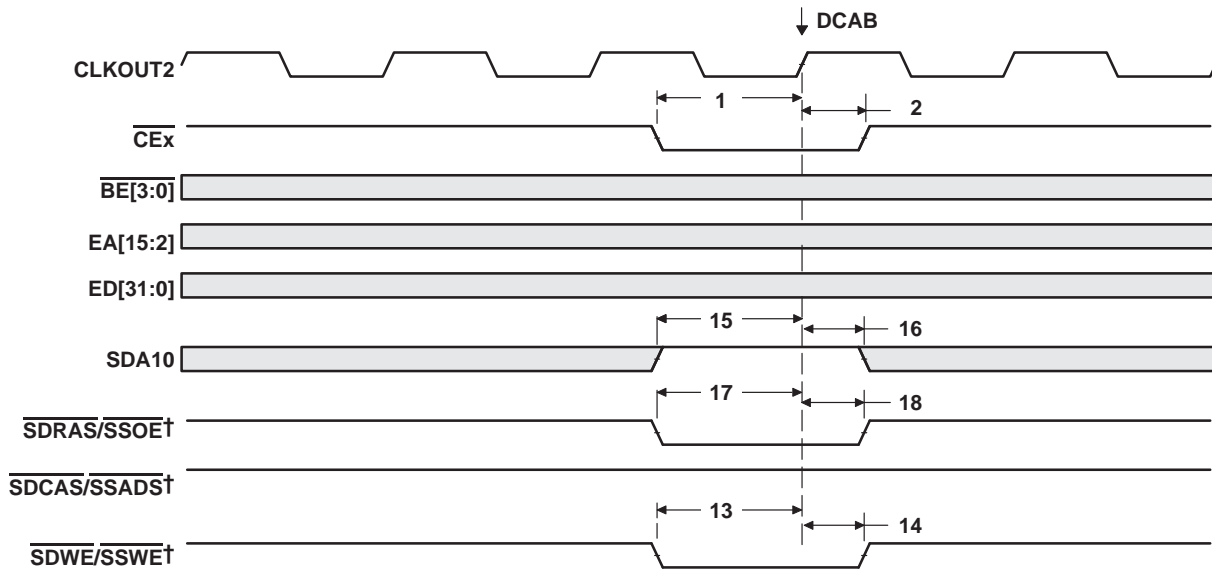 DCAB
CLKOUT2
1 2
CEx
BE[3:0]
EA[15:2]
ED[31:0]
15 16
SDA10
17 18
SDRAS/SSOE†
SDCAS/SSADS†
13 14
SDWE/SSWE†